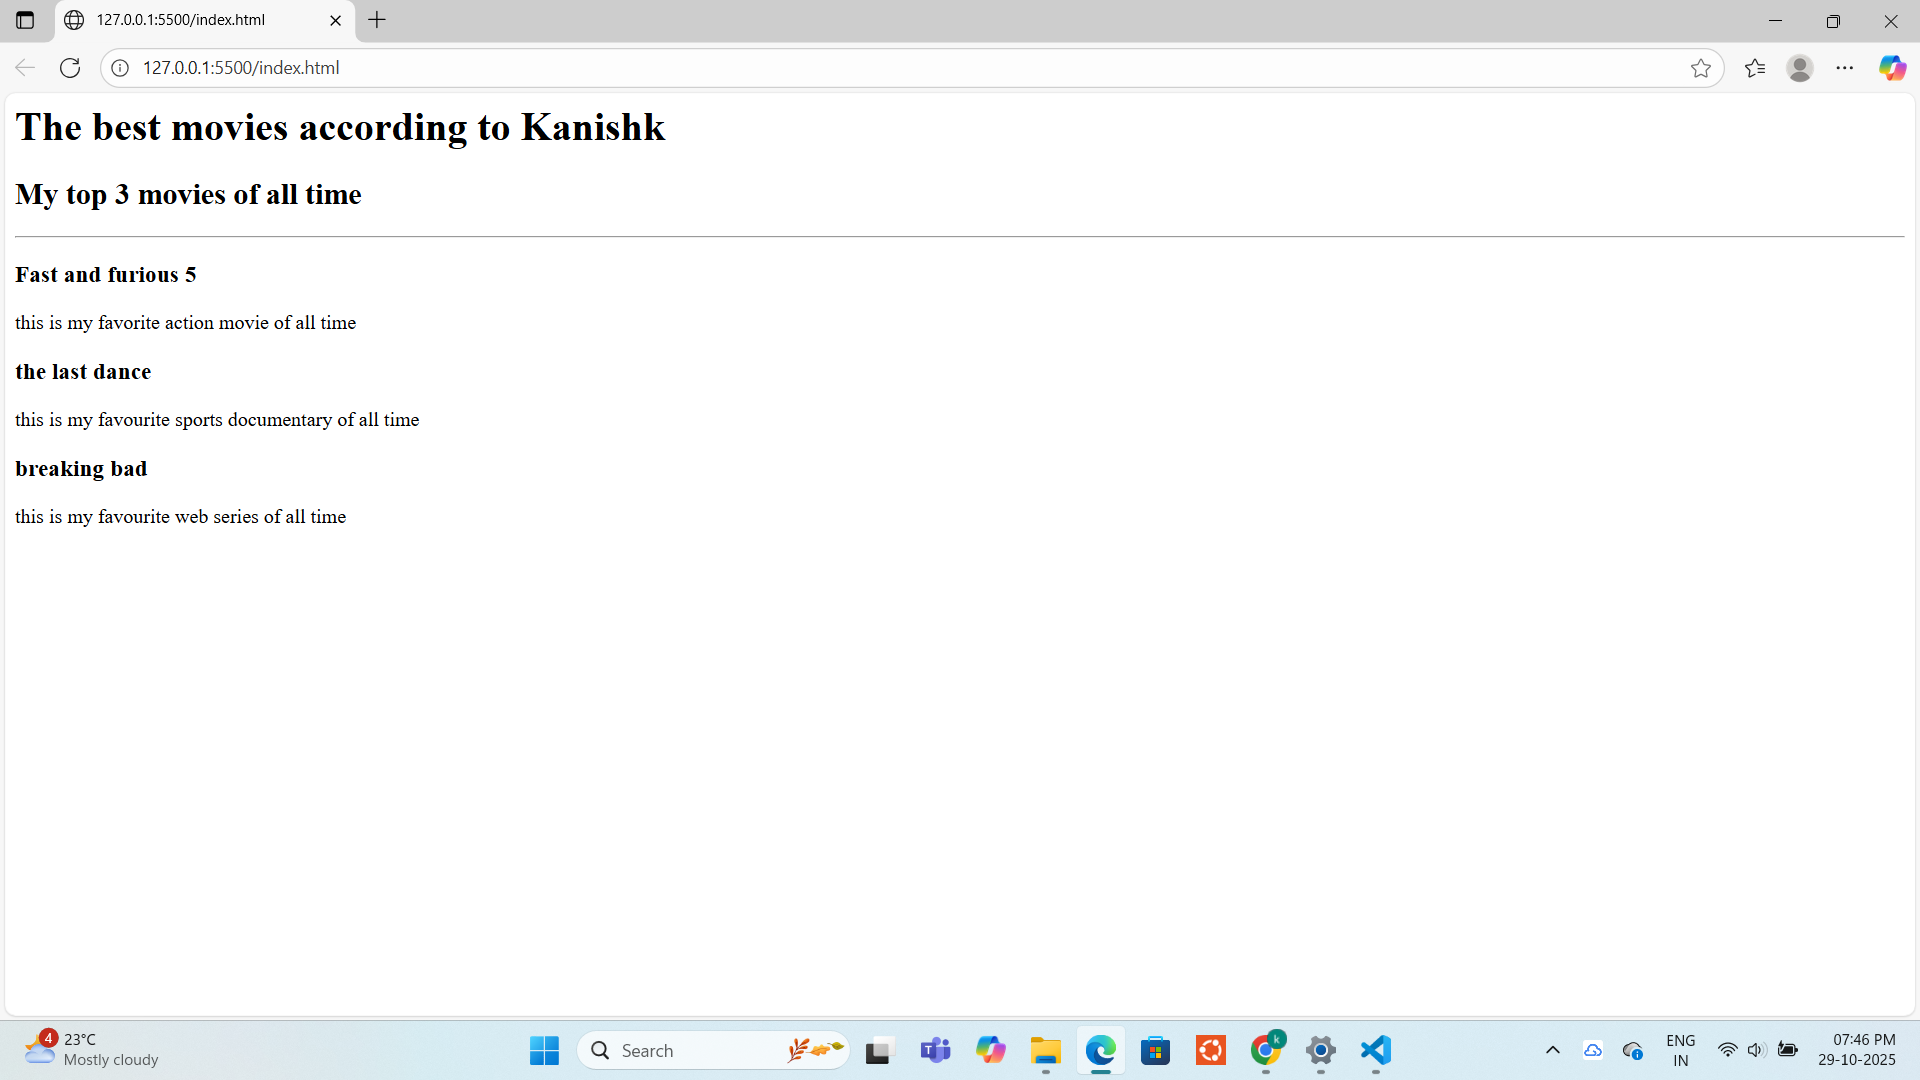 127.0.0.1:5500/index.html
127.0.0.1:5500/index.html
The best movies according to Kanishk
My top 3 movies of all time
Fast and furious 5
this is my favorite action movie of all time
the last dance
this is my favourite sports documentary of all time
breaking bad
this is my favourite web series of all time
4
23°C
Mostly cloudy
Search
T
k
ENG
IN
07:46 PM
29-10-2025